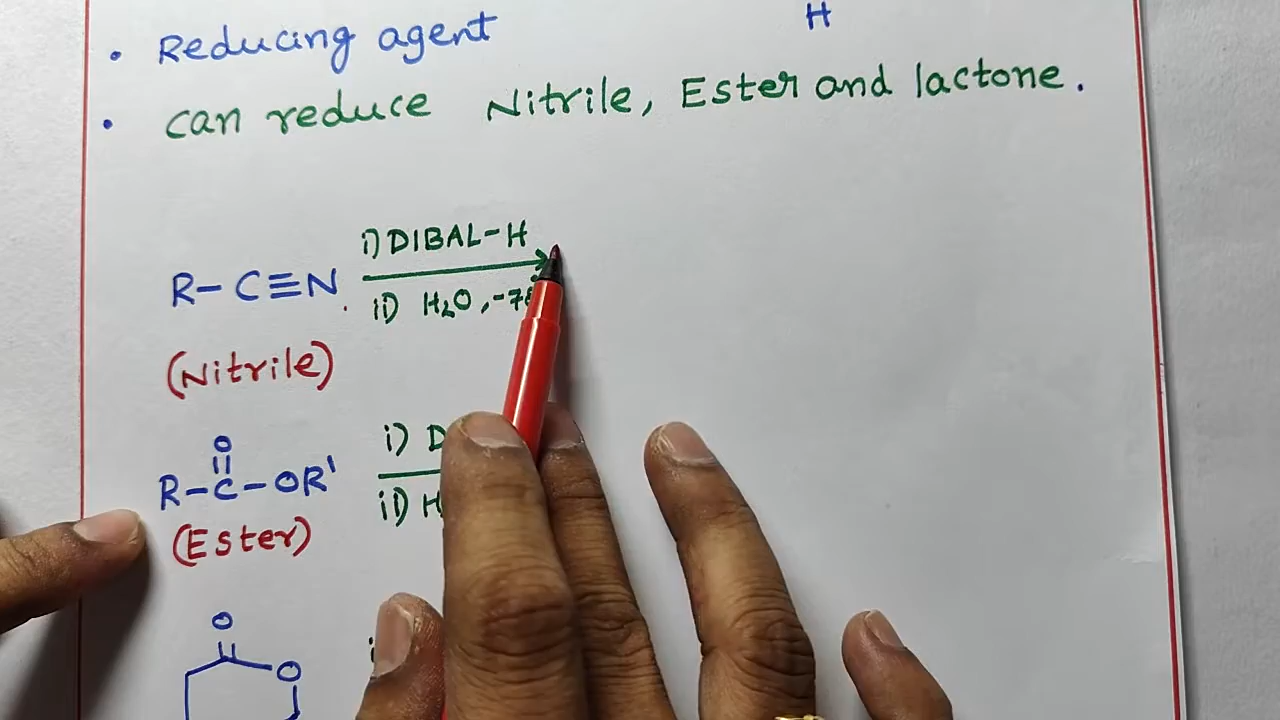 H
• Reducing agent
• can reduce Nitrile, Ester and lactone.
i) DIBAL-H
R-C≡N
ii) H₂O, -78
(Nitrile)
i) D
O
R-C-OR'
ii) H
(Ester)
O
O